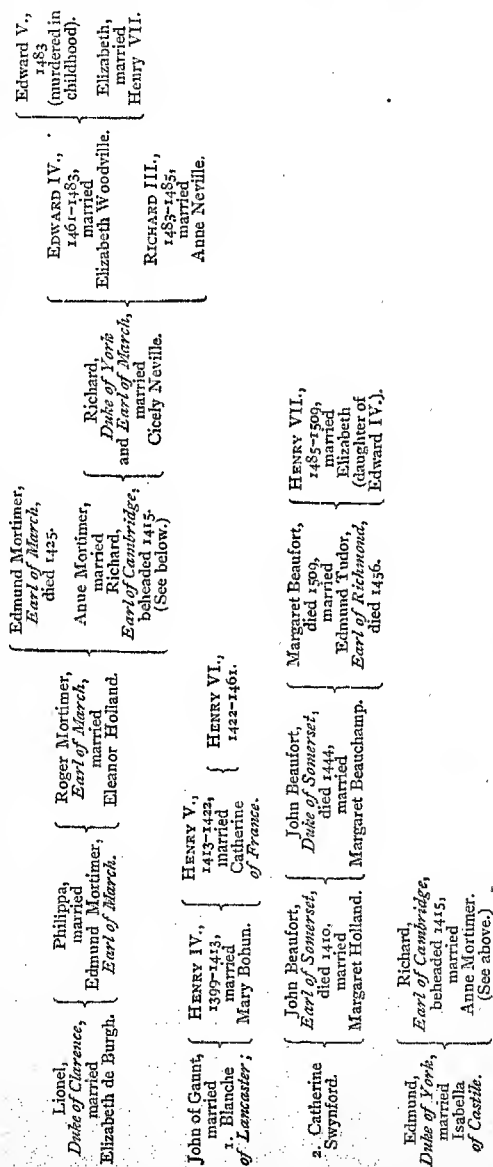 Lionel,
Duke of Clarence,
married
Elizabeth de Burgh.
Philippa,
married
Edmund Mortimer,
Earl of March.
Roger Mortimer,
Earl of March,
married
Eleanor Holland.
Edmund Mortimer,
Earl of March,
died 1425.
Anne Mortimer,
married
Richard,
Earl of Cambridge,
beheaded 1415.
(See below.)
Richard,
Duke of York
and Earl of March,
married
Cicely Neville.
EDWARD IV.,
1461-1483,
married
Elizabeth Woodville.
RICHARD III.,
1483-1485,
married
Anne Neville.
Edward V.,
1483
(murdered in
childhood).
Elizabeth,
married
Henry VII.
John of Gaunt,
married
1. Blanche
of Lancaster;
HENRY IV.,
1399-1413,
married
Mary Bohun.
HENRY V.,
1413-1422,
married
Catherine
of France.
HENRY VI.,
1422-1461.
2. Catherine
Swynford.
John Beaufort,
Earl of Somerset,
died 1410,
married
Margaret Holland.
John Beaufort,
Duke of Somerset,
died 1444,
married
Margaret Beauchamp.
Margaret Beaufort,
died 1509,
married
Edmund Tudor,
Earl of Richmond,
died 1456.
HENRY VII.,
1485-1509,
married
Elizabeth
(daughter of
Edward IV.).
Edmund,
Duke of York,
married
Isabella
of Castile.
Richard,
Earl of Cambridge,
beheaded 1415,
married
Anne Mortimer.
(See above.)